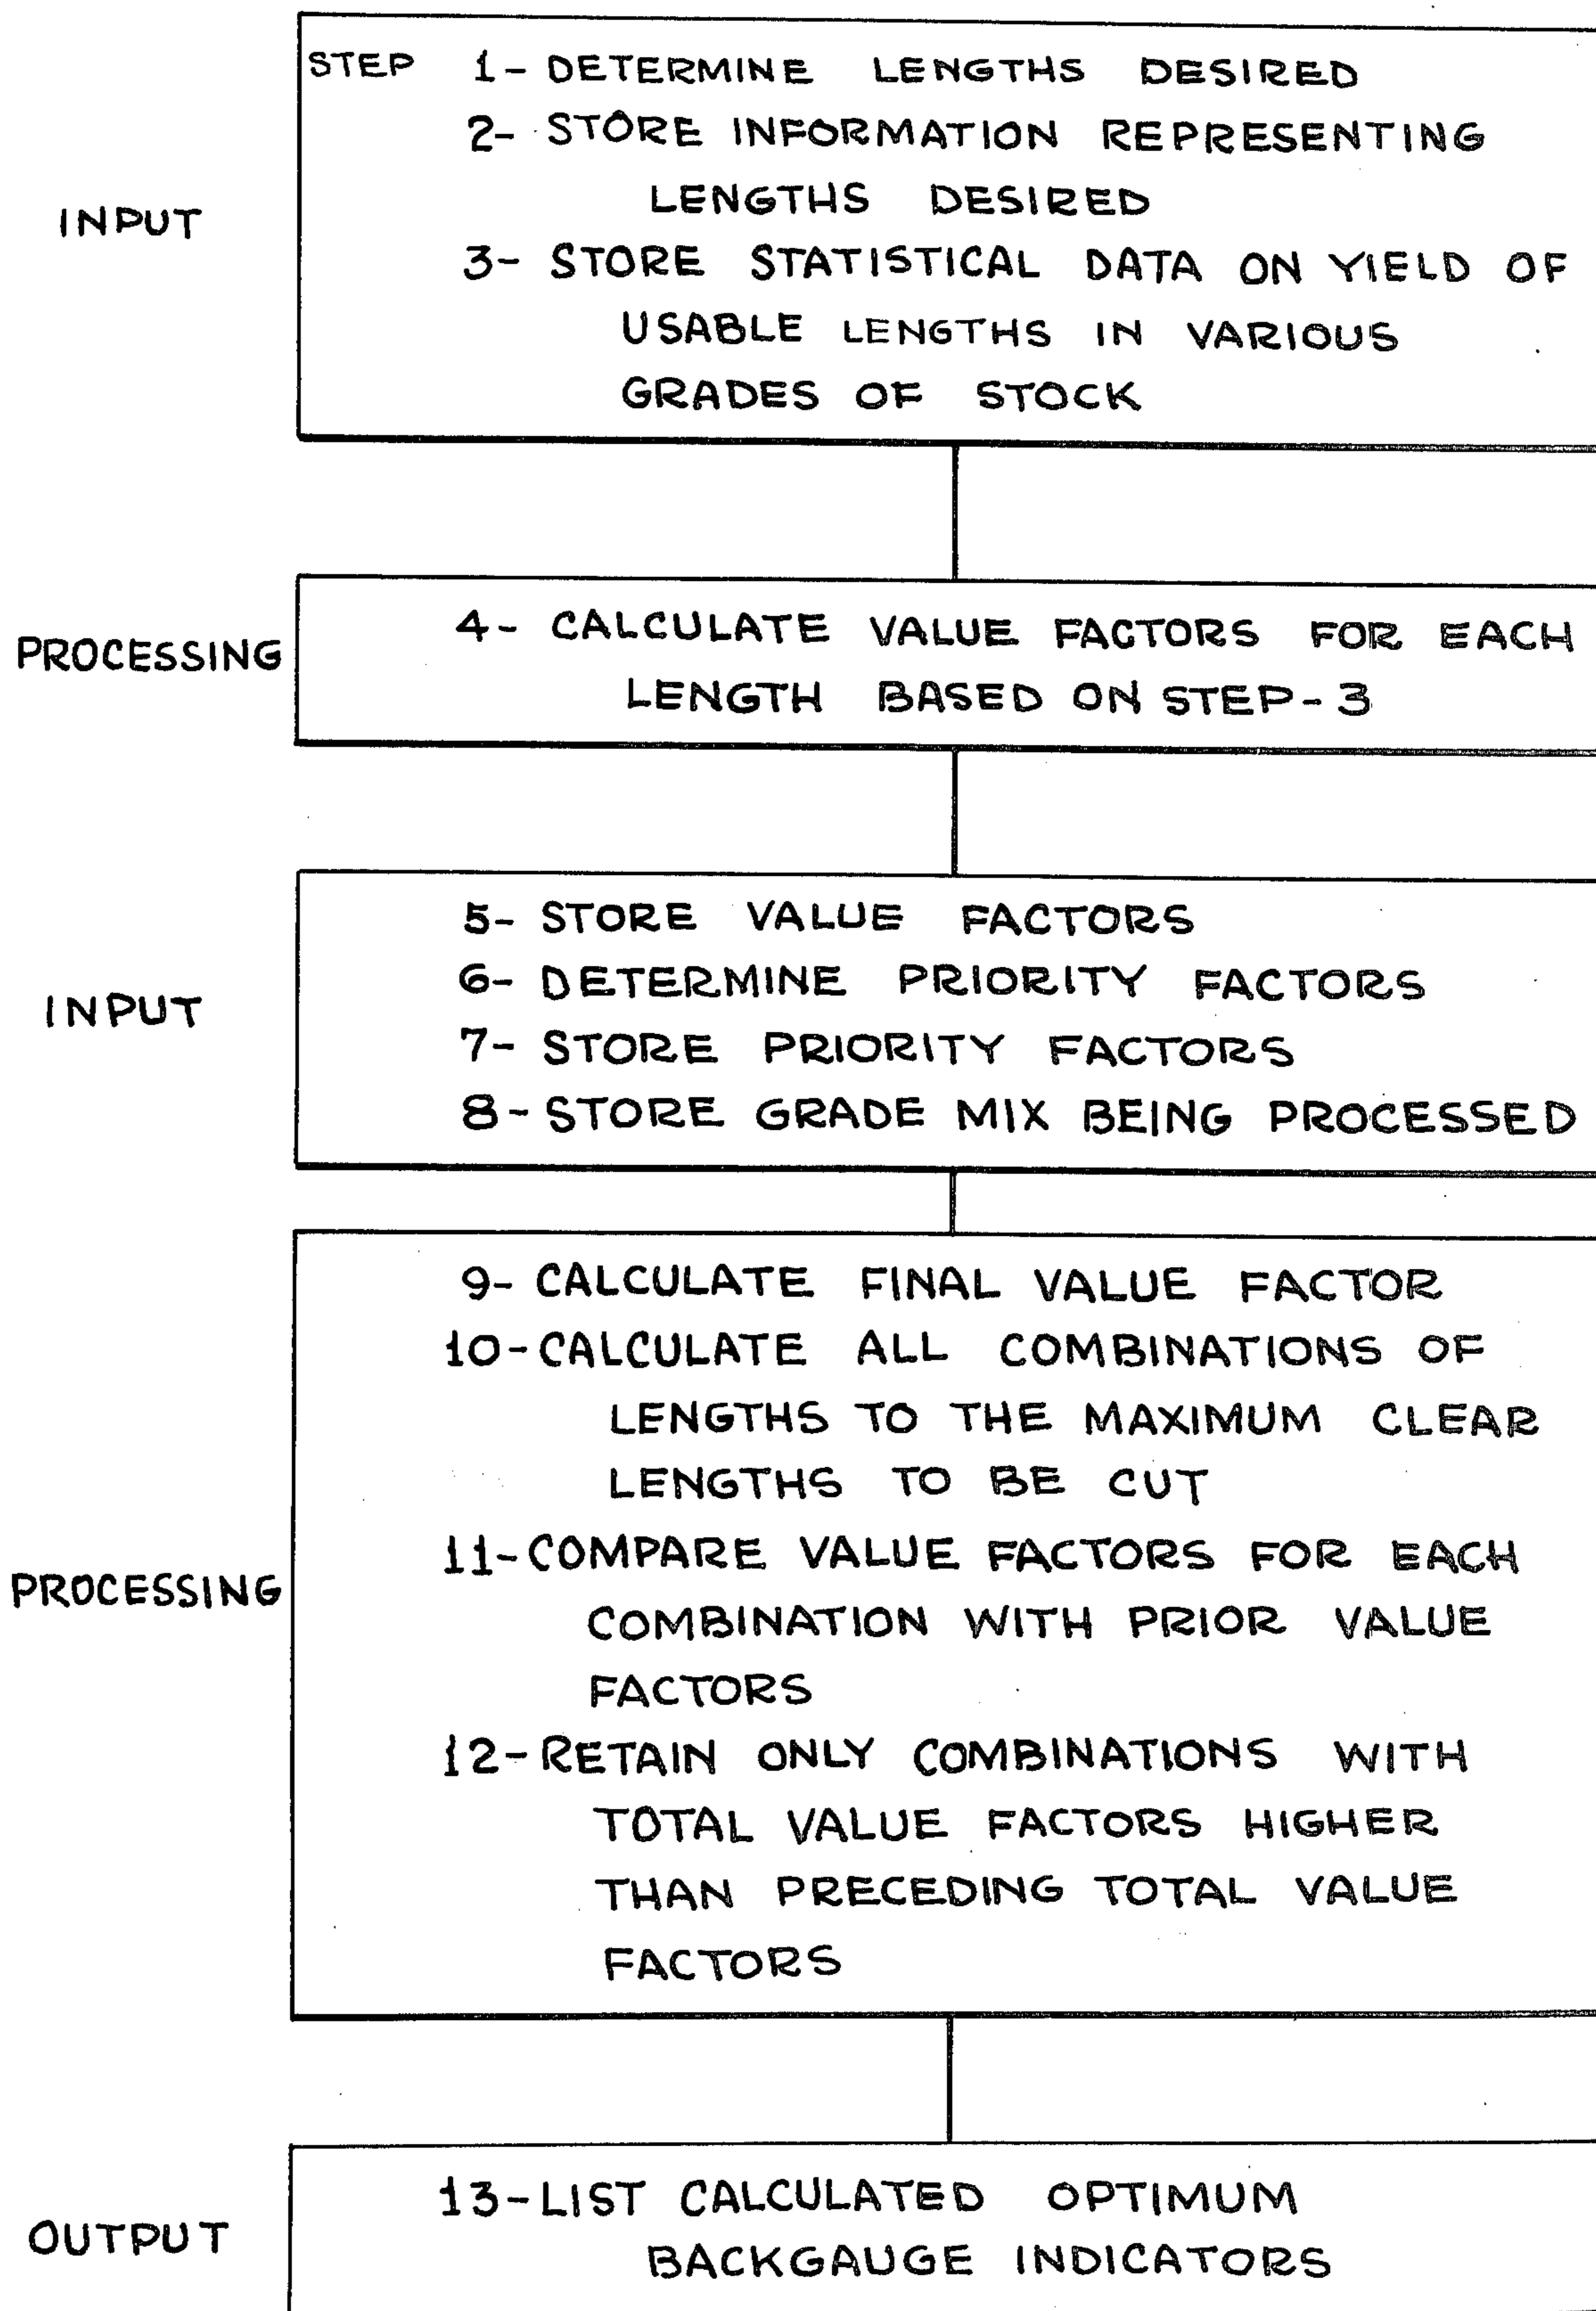 STEP 1- DETERMINE LENGTHS DESIRED
2- STORE INFORMATION REPRESENTING
LENGTHS DESIRED
INPUT
3- STORE STATISTICAL DATA ON YIELD OF
USABLE LENGTHS IN VARIOUS
GRADES OF STOCK
PROCESSING
4- CALCULATE VALUE FACTORS FOR EACH
LENGTH BASED ON STEP-3
INPUT
5- STORE VALUE FACTORS
6- DETERMINE PRIORITY FACTORS
7- STORE PRIORITY FACTORS
8- STORE GRADE MIX BEING PROCESSED
PROCESSING
9- CALCULATE FINAL VALUE FACTOR
10- CALCULATE ALL COMBINATIONS OF
LENGTHS TO THE MAXIMUM CLEAR
LENGTHS TO BE CUT
11- COMPARE VALUE FACTORS FOR EACH
COMBINATION WITH PRIOR VALUE
FACTORS
12- RETAIN ONLY COMBINATIONS WITH
TOTAL VALUE FACTORS HIGHER
THAN PRECEDING TOTAL VALUE
FACTORS
OUTPUT
13- LIST CALCULATED OPTIMUM
BACKGAUGE INDICATORS